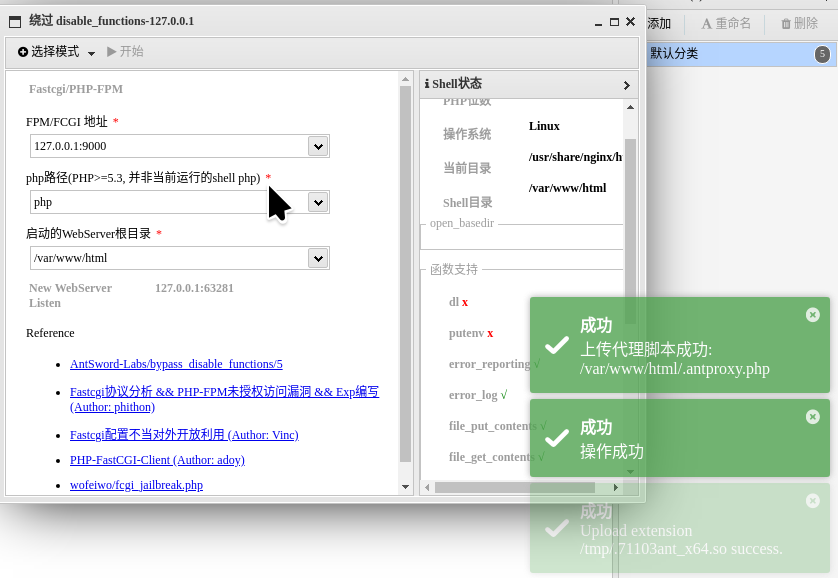 绕过 disable_functions-127.0.0.1
选择模式
开始
Fastcgi/PHP-FPM
FPM/FCGI 地址 *
127.0.0.1:9000
php路径(PHP>=5.3, 并非当前运行的shell php) *
php
启动的WebServer根目录 *
/var/www/html
New WebServer Listen 127.0.0.1:63281
Reference
AntSword-Labs/bypass_disable_functions/5
Fastcgi协议分析 && PHP-FPM未授权访问漏洞 && Exp编写
(Author: phithon)
Fastcgi配置不当对外开放利用 (Author: Vinc)
PHP-FastCGI-Client (Author: adoy)
wofeiwo/fcgi_jailbreak.php
Shell状态
PHP位数
操作系统 Linux
当前目录 /usr/share/nginx/h
Shell目录 /var/www/html
open_basedir
函数支持
dl x
putenv x
error_reporting √
error_log √
file_put_contents √
file_get_contents √
添加
重命名
删除
默认分类 5
成功
上传代理脚本成功:
/var/www/html/.antproxy.php
成功
操作成功
成功
Upload extension
/tmp/.71103ant_x64.so success.